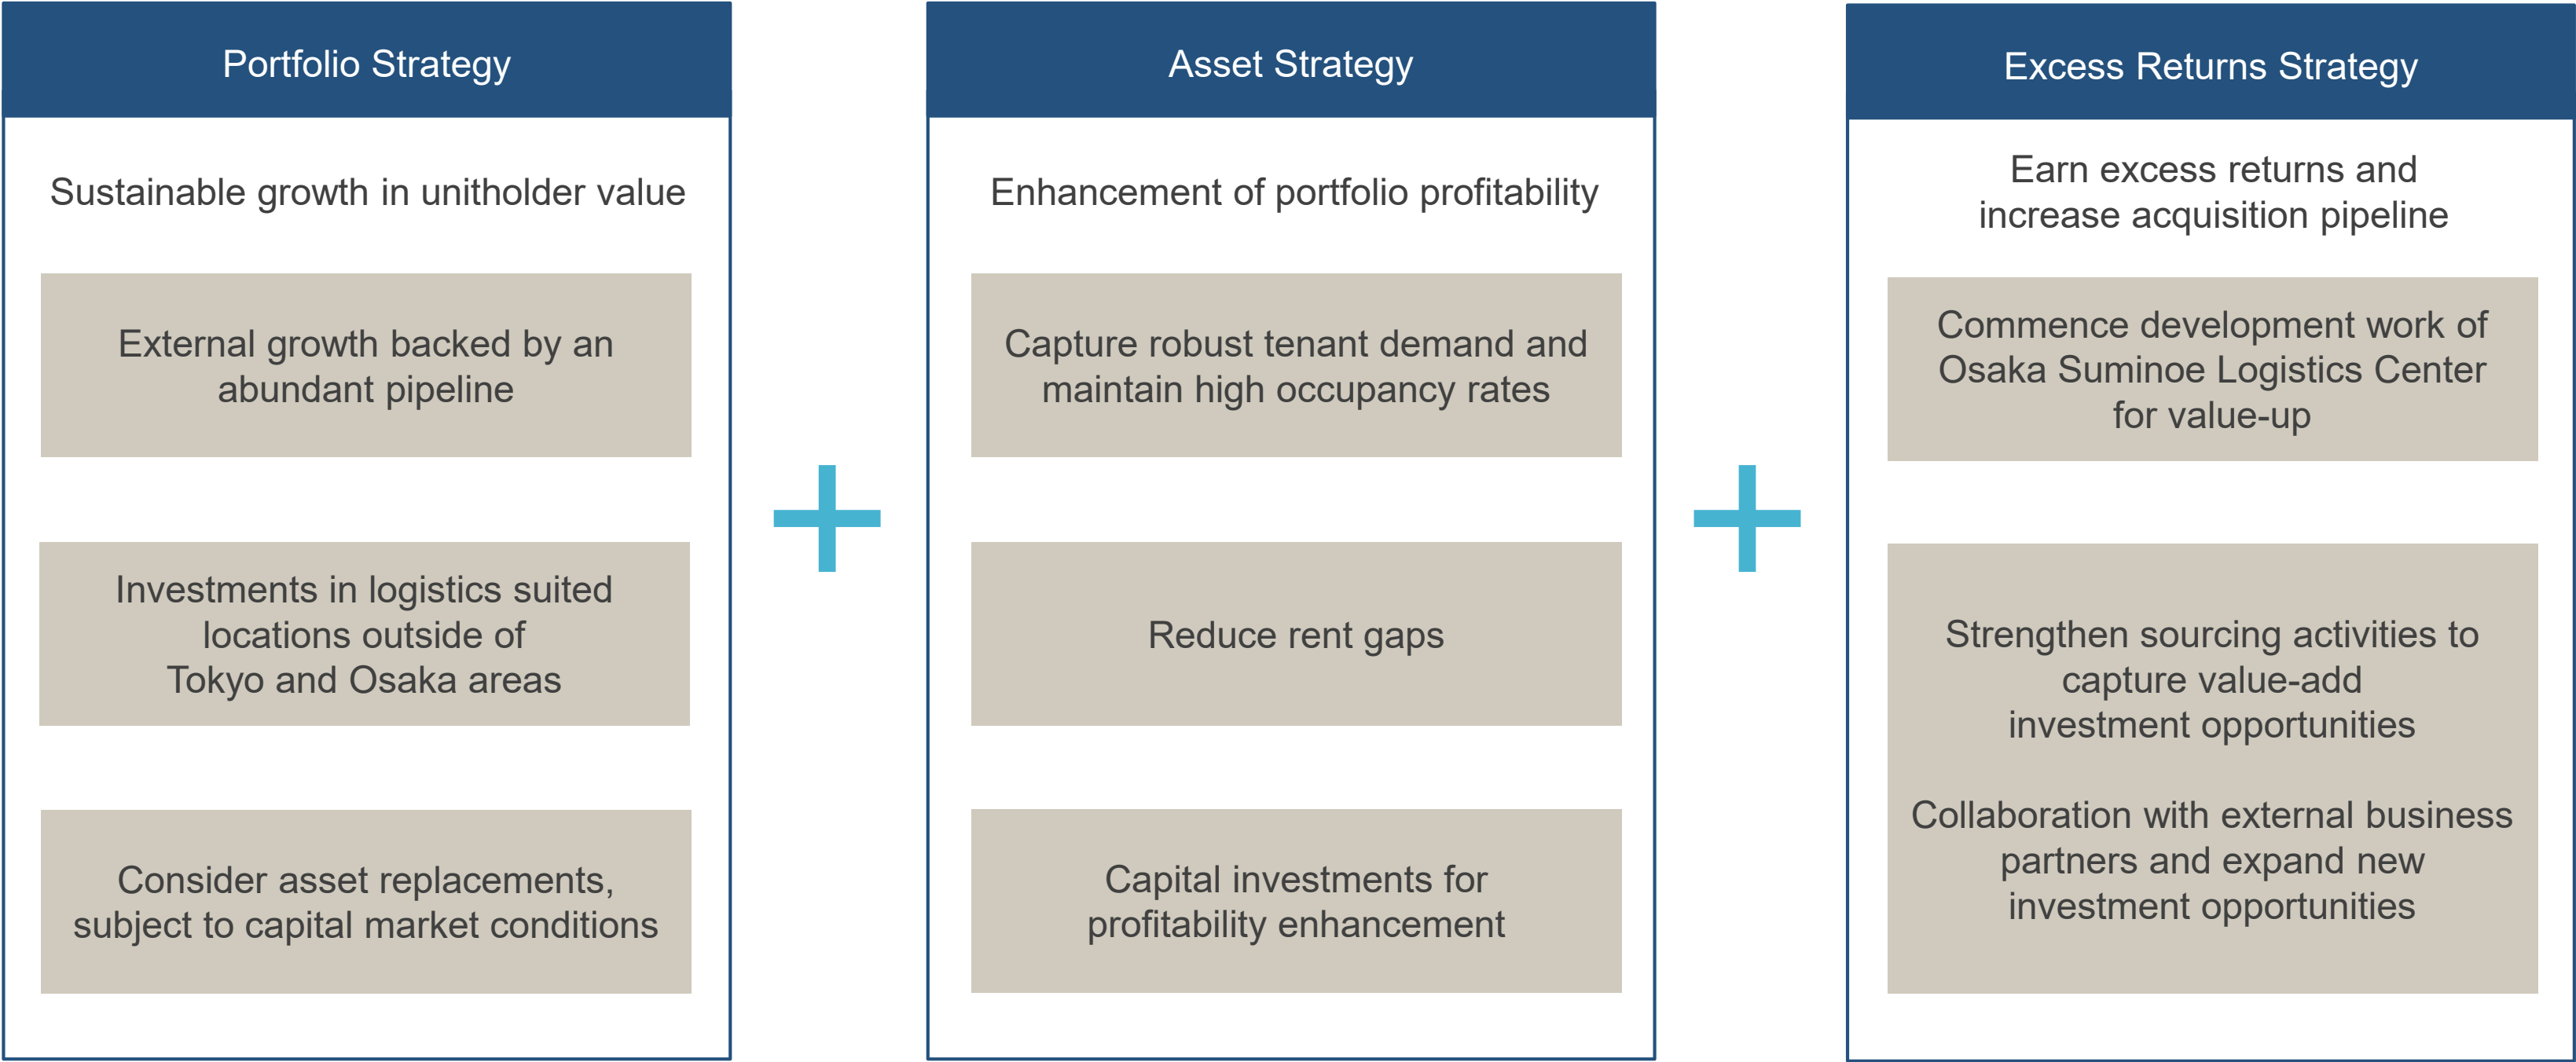 Portfolio Strategy
Sustainable growth in unitholder value
External growth backed by an
abundant pipeline
Investments in logistics suited
locations outside of
Tokyo and Osaka areas
Consider asset replacements,
subject to capital market conditions
Asset Strategy
Enhancement of portfolio profitability
Capture robust tenant demand and
maintain high occupancy rates
Reduce rent gaps
Capital investments for
profitability enhancement
Excess Returns Strategy
Earn excess returns and
increase acquisition pipeline
Commence development work of
Osaka Suminoe Logistics Center
for value-up
Strengthen sourcing activities to
capture value-add
investment opportunities
Collaboration with external business
partners and expand new
investment opportunities